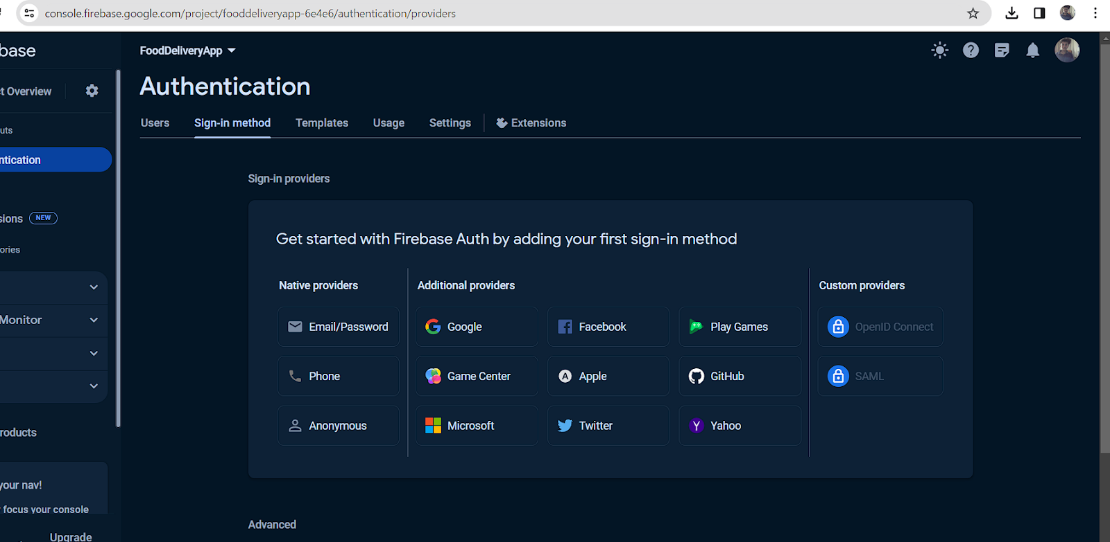 console.firebase.google.com/project/fooddeliveryapp-6e4e6/authentication/providers
base
FoodDeliveryApp
ct Overview
Authentication
uts
Users Sign-in method Templates Usage Settings Extensions
ntication
Sign-in providers
sions NEW
ories
Get started with Firebase Auth by adding your first sign-in method
Native providers Additional providers Custom providers
Monitor
Email/Password Google Facebook Play Games OpenID Connect
Phone Game Center Apple GitHub SAML
Anonymous Microsoft Twitter Yahoo
roducts
your nav!
r focus your console
Advanced
Upgrade